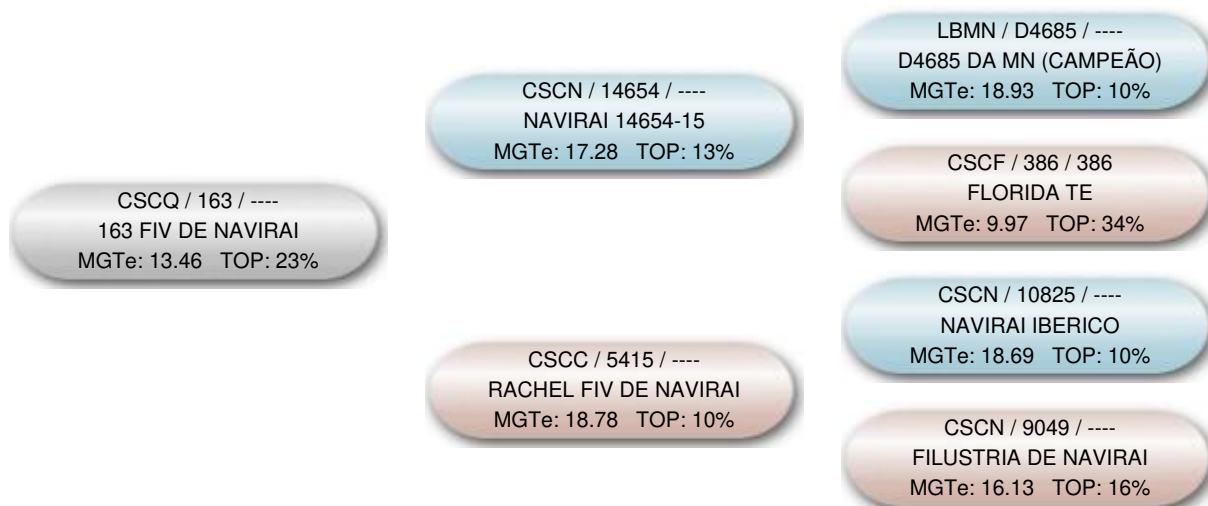 CSCQ / 163 / ----
163 FIV DE NAVIRAI
MGTe: 13.46 TOP: 23%
CSCN / 14654 / ----
NAVIRAI 14654-15
MGTe: 17.28 TOP: 13%
CSCC / 5415 / ----
RACHEL FIV DE NAVIRAI
MGTe: 18.78 TOP: 10%
LBMN / D4685 / ----
D4685 DA MN (CAMPEÃO)
MGTe: 18.93 TOP: 10%
CSCF / 386 / 386
FLORIDA TE
MGTe: 9.97 TOP: 34%
CSCN / 10825 / ----
NAVIRAI IBERICO
MGTe: 18.69 TOP: 10%
CSCN / 9049 / ----
FILUSTRIA DE NAVIRAI
MGTe: 16.13 TOP: 16%